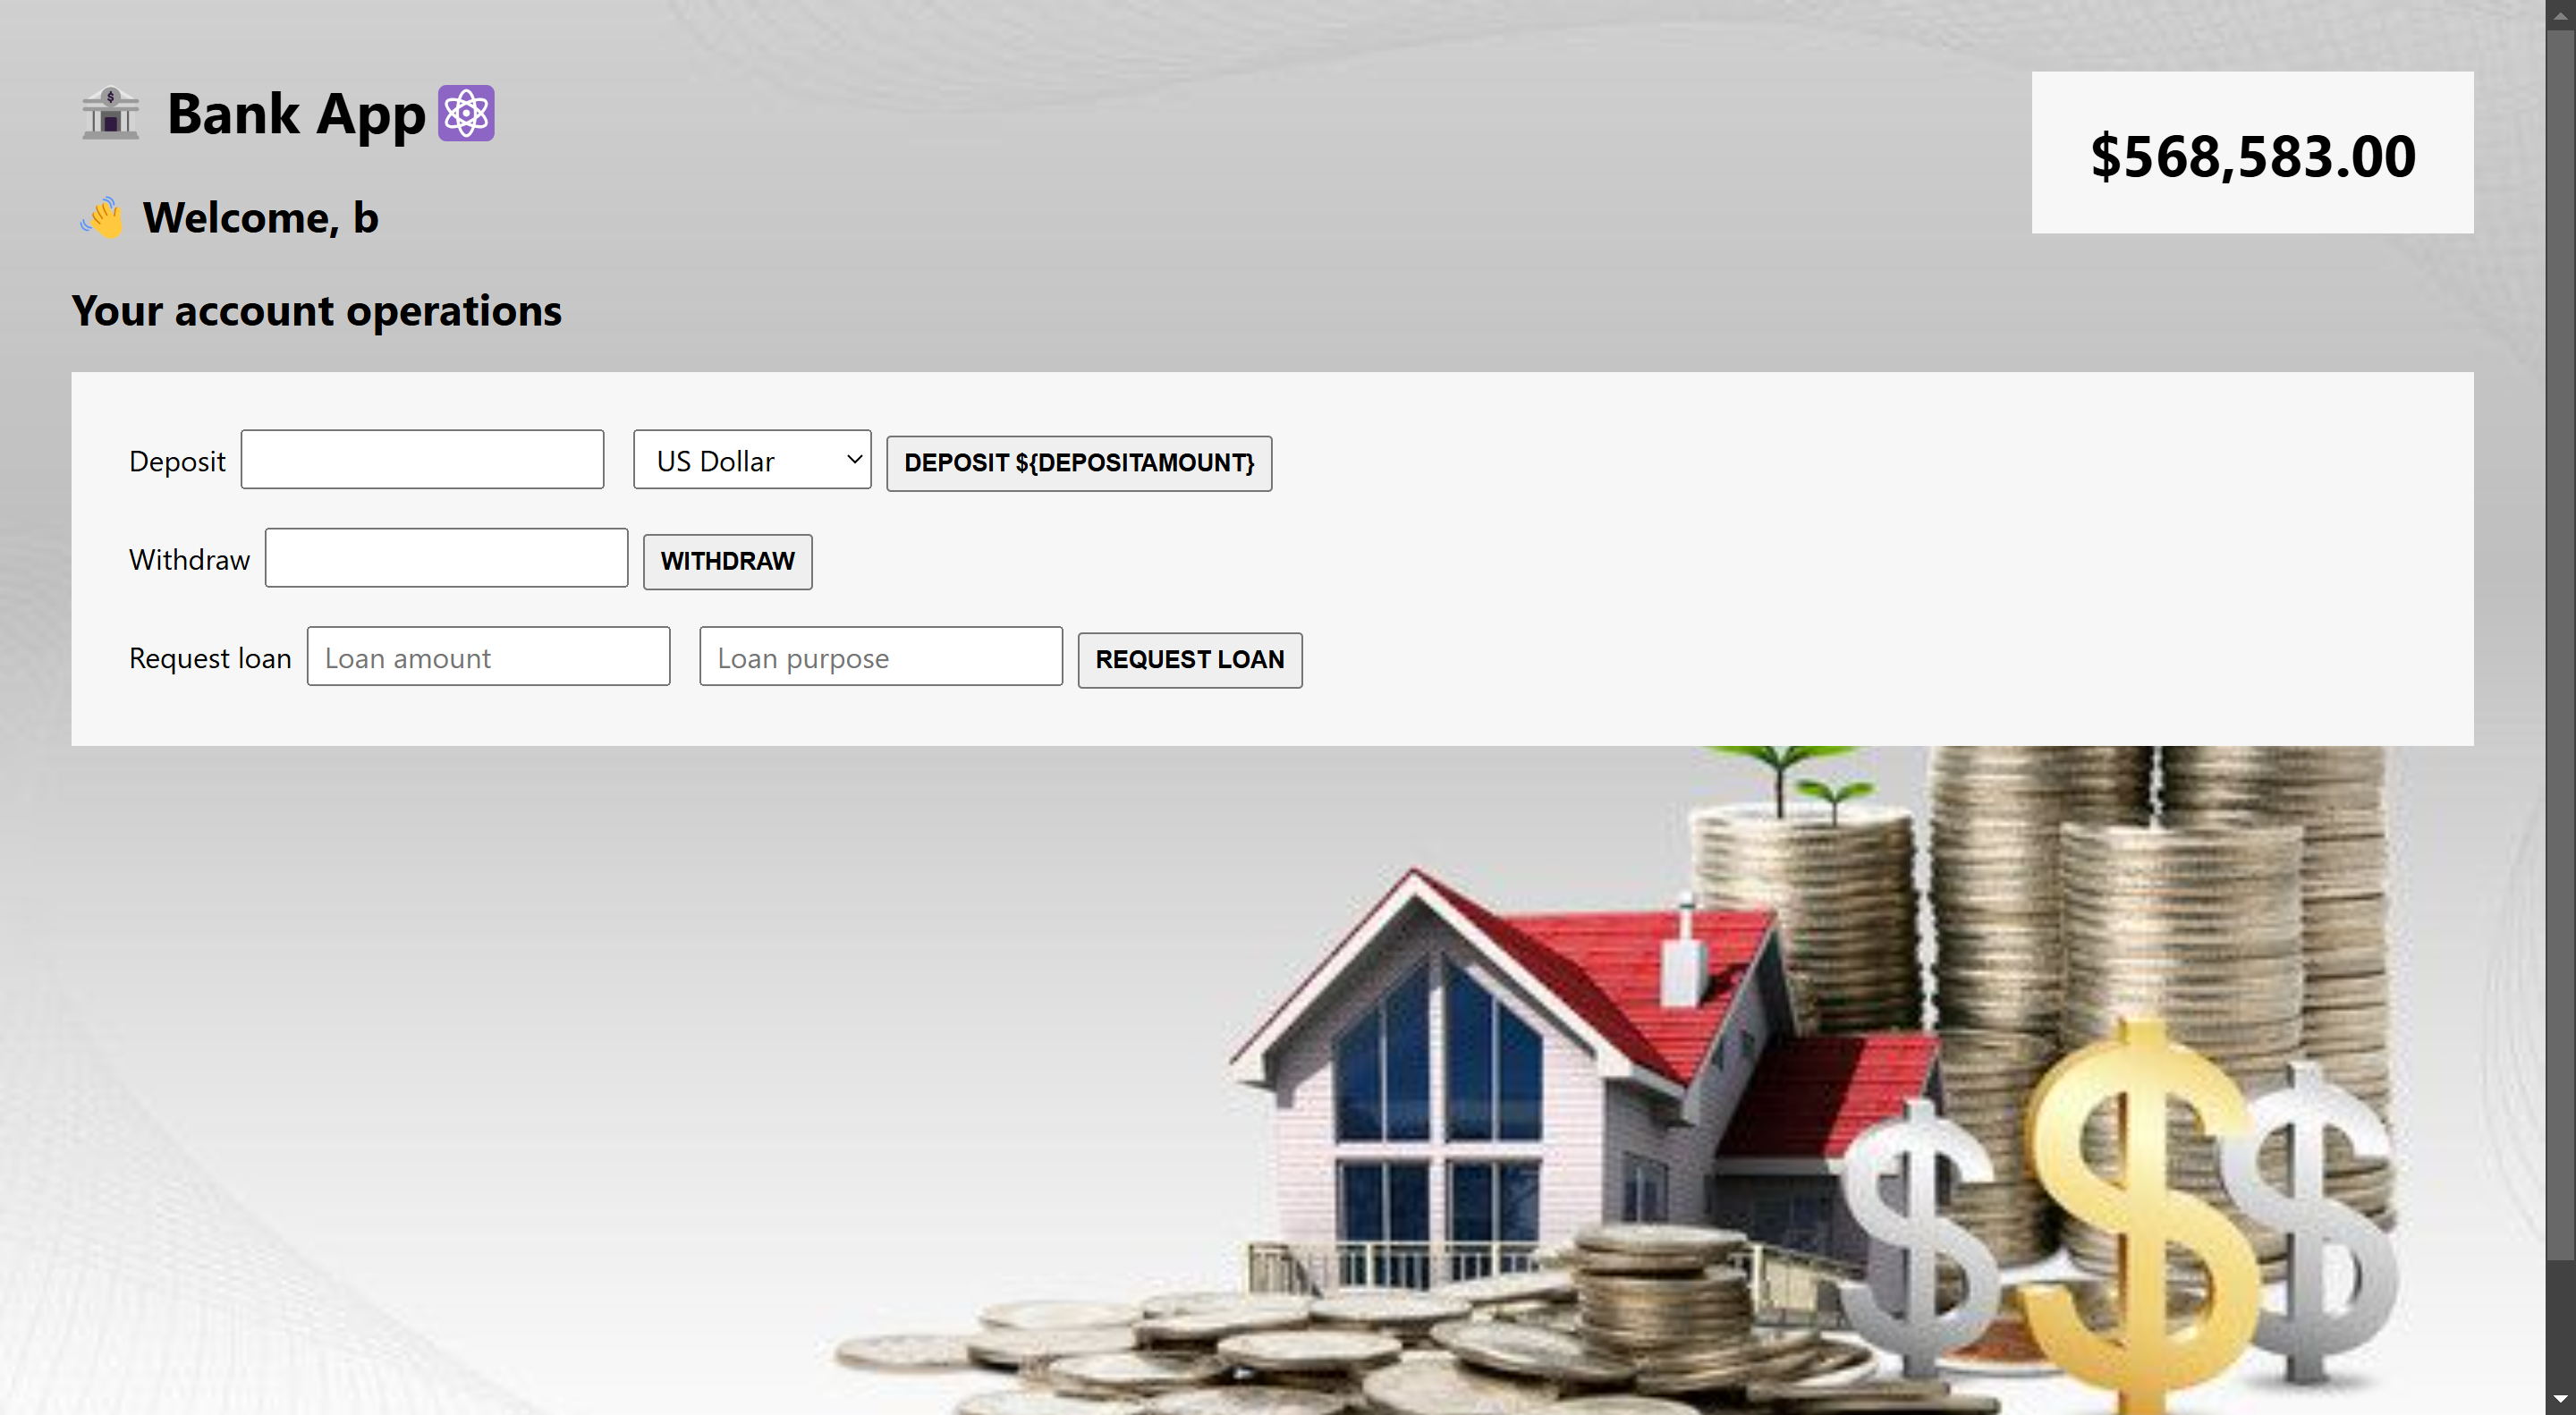 Bank App
$568,583.00
Welcome, b
Your account operations
Deposit US Dollar DEPOSIT ${DEPOSITAMOUNT}
Withdraw WITHDRAW
Request loan Loan amount Loan purpose REQUEST LOAN